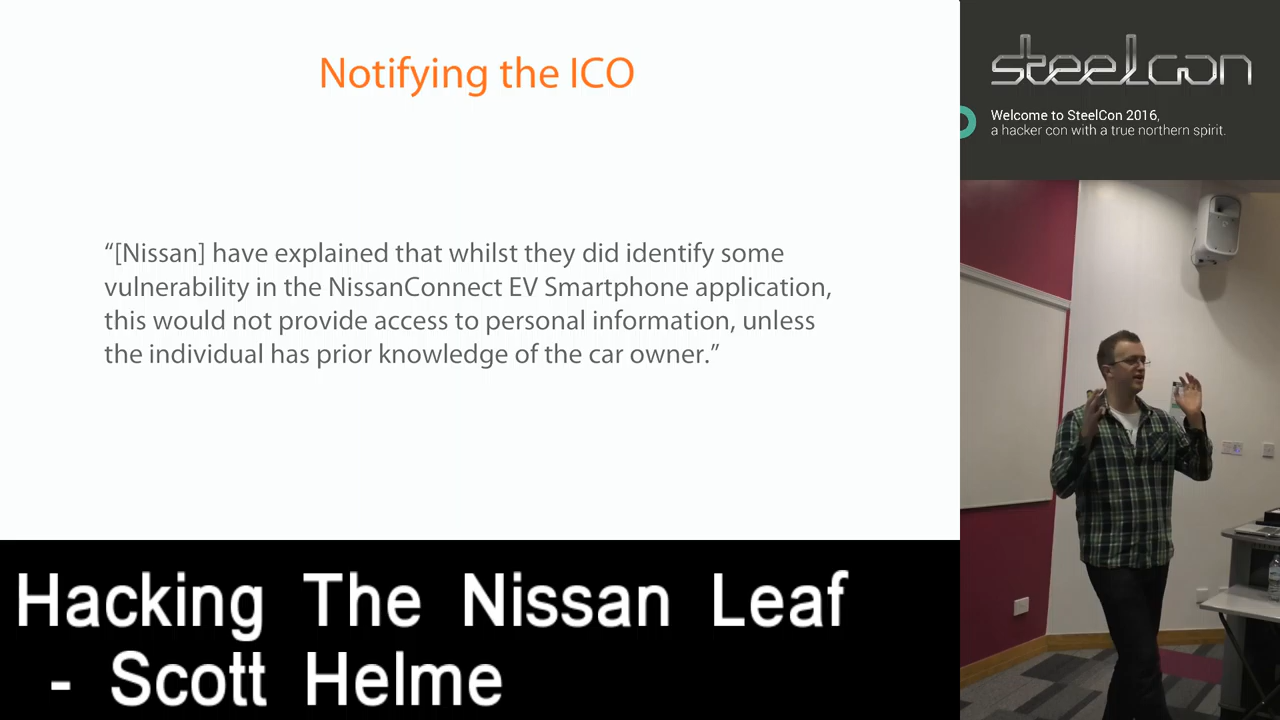 Notifying the ICO
“[Nissan] have explained that whilst they did identify some
vulnerability in the NissanConnect EV Smartphone application,
this would not provide access to personal information, unless
the individual has prior knowledge of the car owner.”
steelcon
Welcome to SteelCon 2016,
a hacker con with a true northern spirit.
Hacking The Nissan Leaf
- Scott Helme